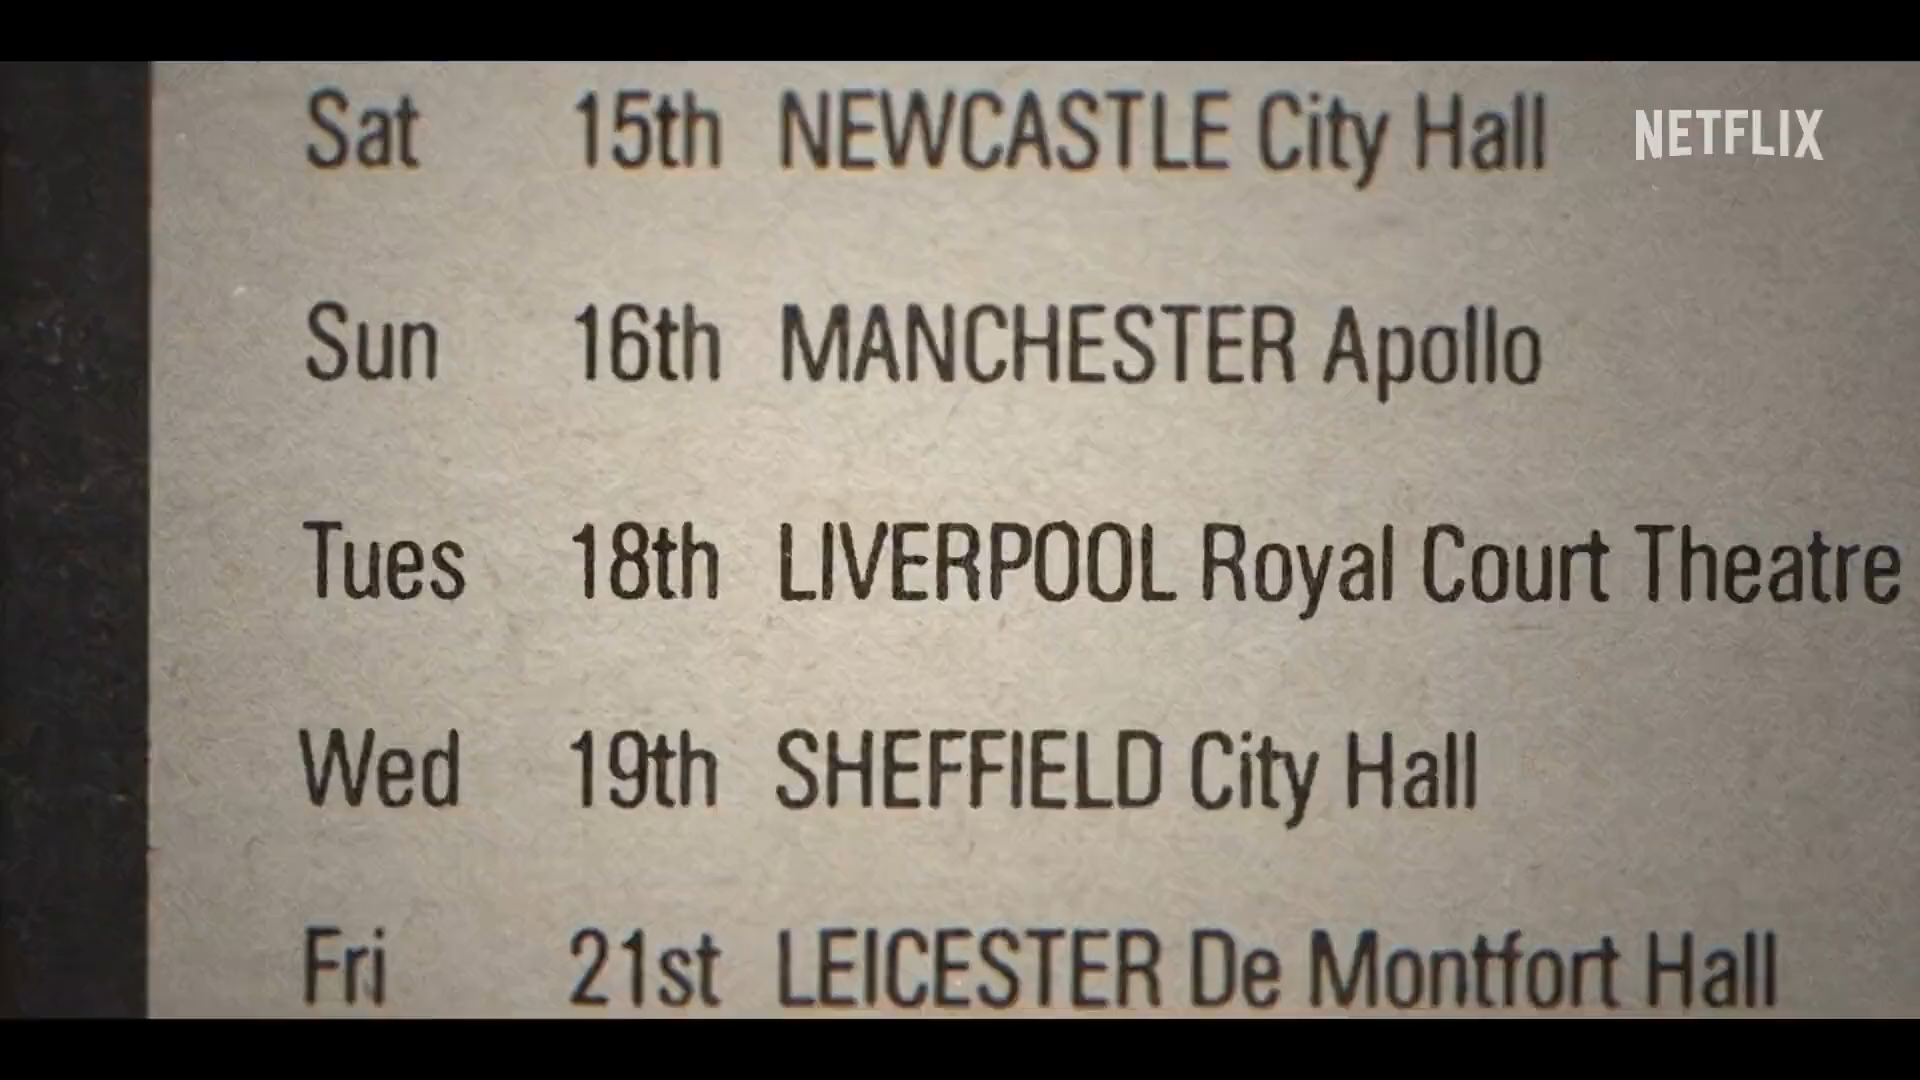 Sat 15th NEWCASTLE City Hall
NETFLIX
Sun 16th MANCHESTER Apollo
Tues 18th LIVERPOOL Royal Court Theatre
Wed 19th SHEFFIELD City Hall
Fri 21st LEICESTER De Montfort Hall